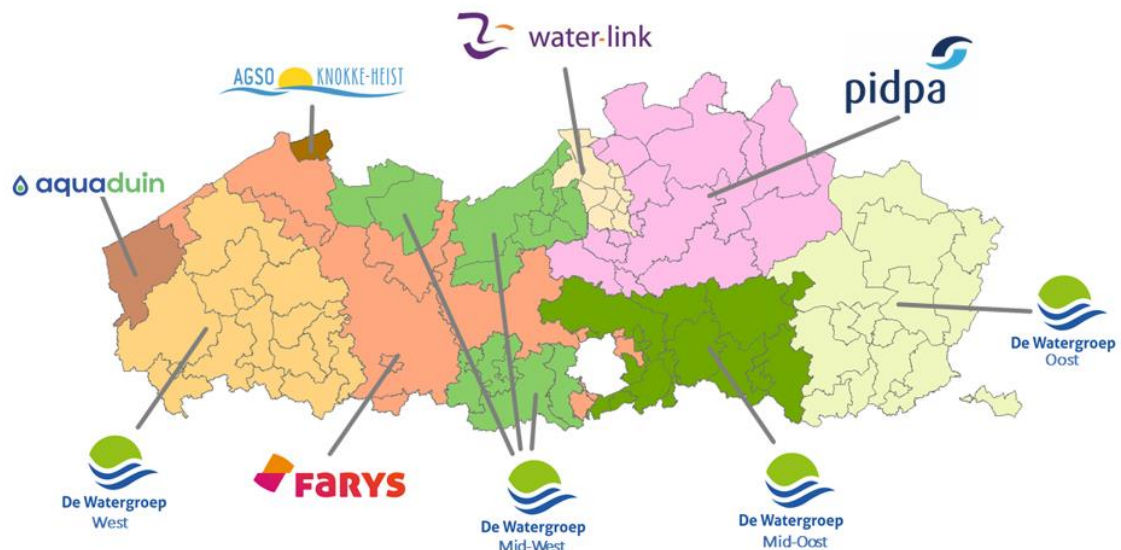 water-link
AGSO KNOKKE-HEIST
pidpa
aquaduin
De Watergroep
Oost
De Watergroep
West
FARYS
De Watergroep
Mid-West
De Watergroep
Mid-Oost